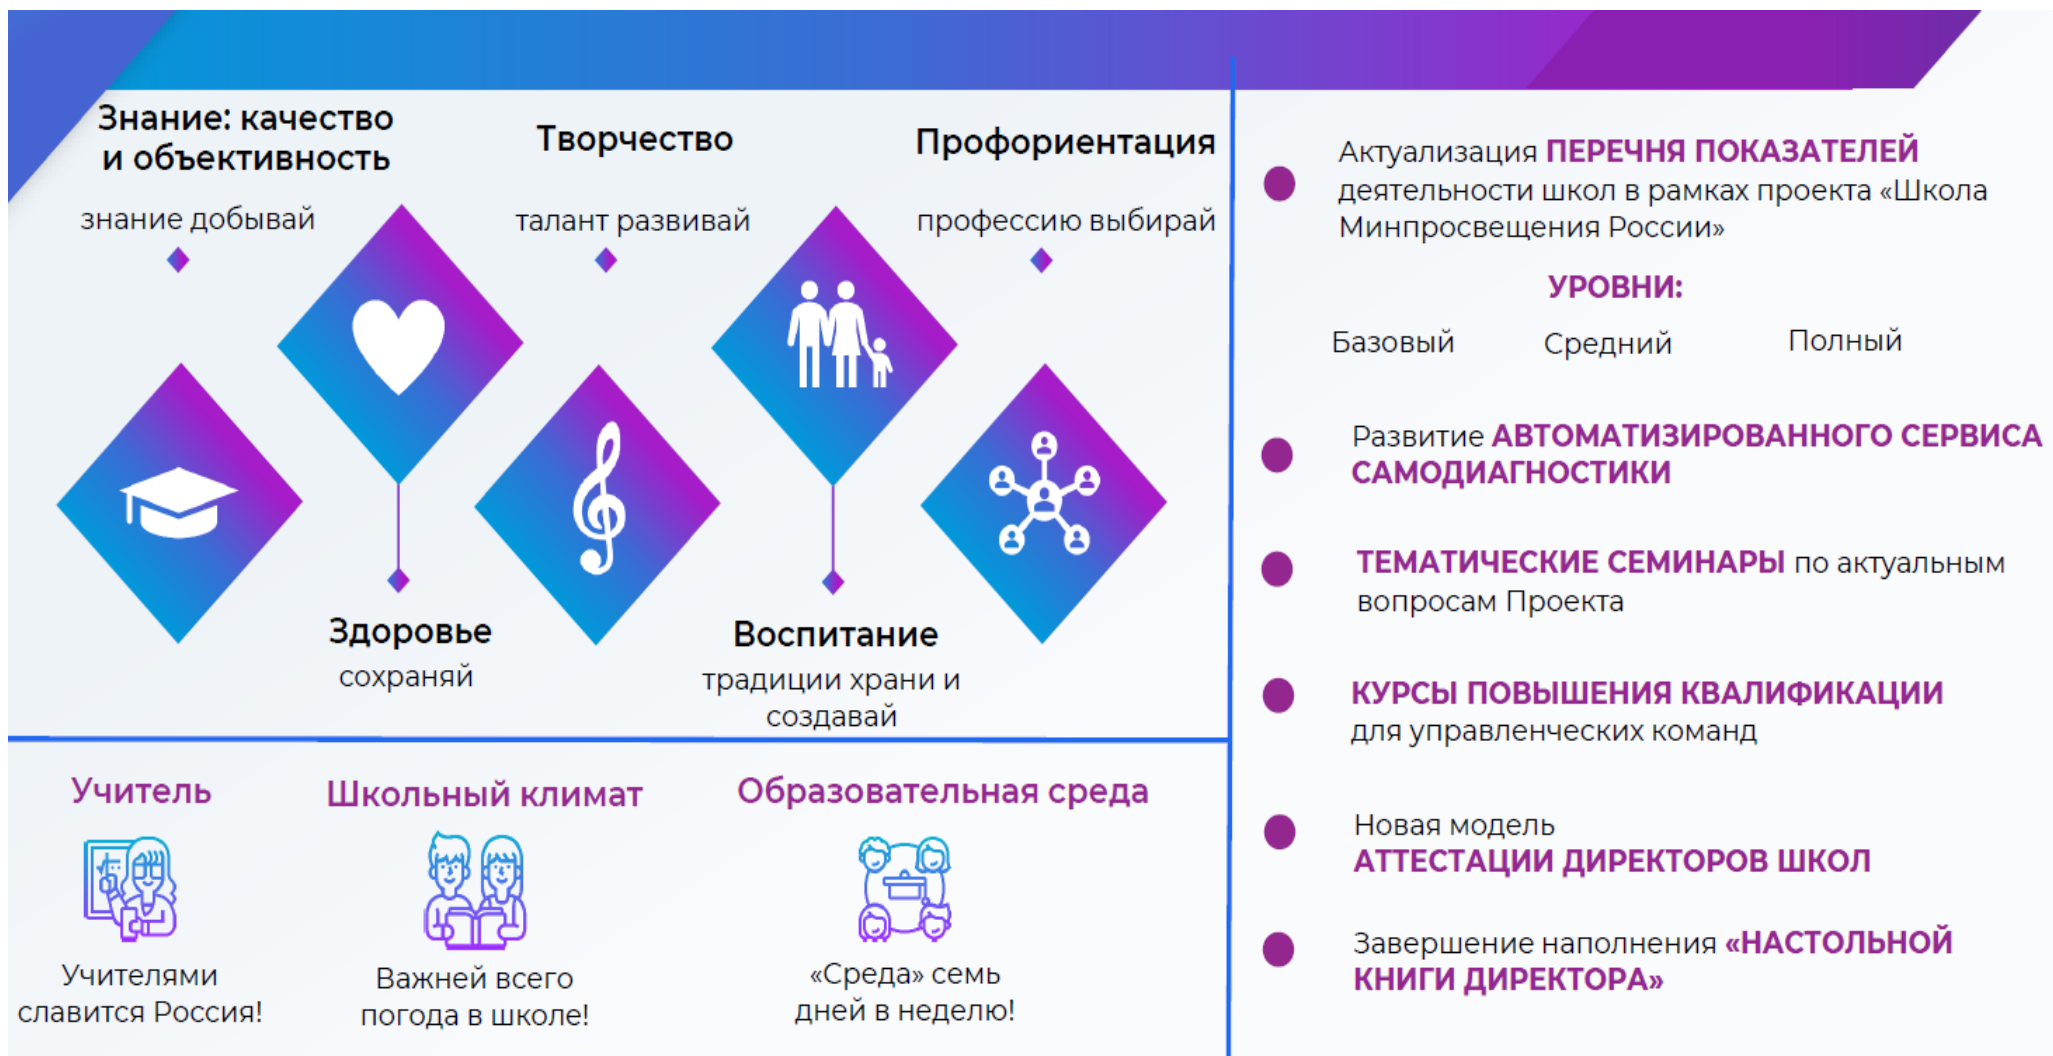 Знание: качество
и объективность
знание добывай
Творчество
талант развивай
Профориентация
профессию выбирай
Здоровье
сохраняй
Воспитание
традиции храни и
создавай
Учитель
Учителями
славится Россия!
Школьный климат
Важней всего
погода в школе!
Образовательная среда
«Среда» семь
дней в неделю!
Актуализация ПЕРЕЧНЯ ПОКАЗАТЕЛЕЙ
деятельности школ в рамках проекта «Школа
Минпросвещения России»
УРОВНИ:
Базовый Средний Полный
Развитие АВТОМАТИЗИРОВАННОГО СЕРВИСА
САМОДИАГНОСТИКИ
ТЕМАТИЧЕСКИЕ СЕМИНАРЫ по актуальным
вопросам Проекта
КУРСЫ ПОВЫШЕНИЯ КВАЛИФИКАЦИИ
для управленческих команд
Новая модель
АТТЕСТАЦИИ ДИРЕКТОРОВ ШКОЛ
Завершение наполнения «НАСТОЛЬНОЙ
КНИГИ ДИРЕКТОРА»